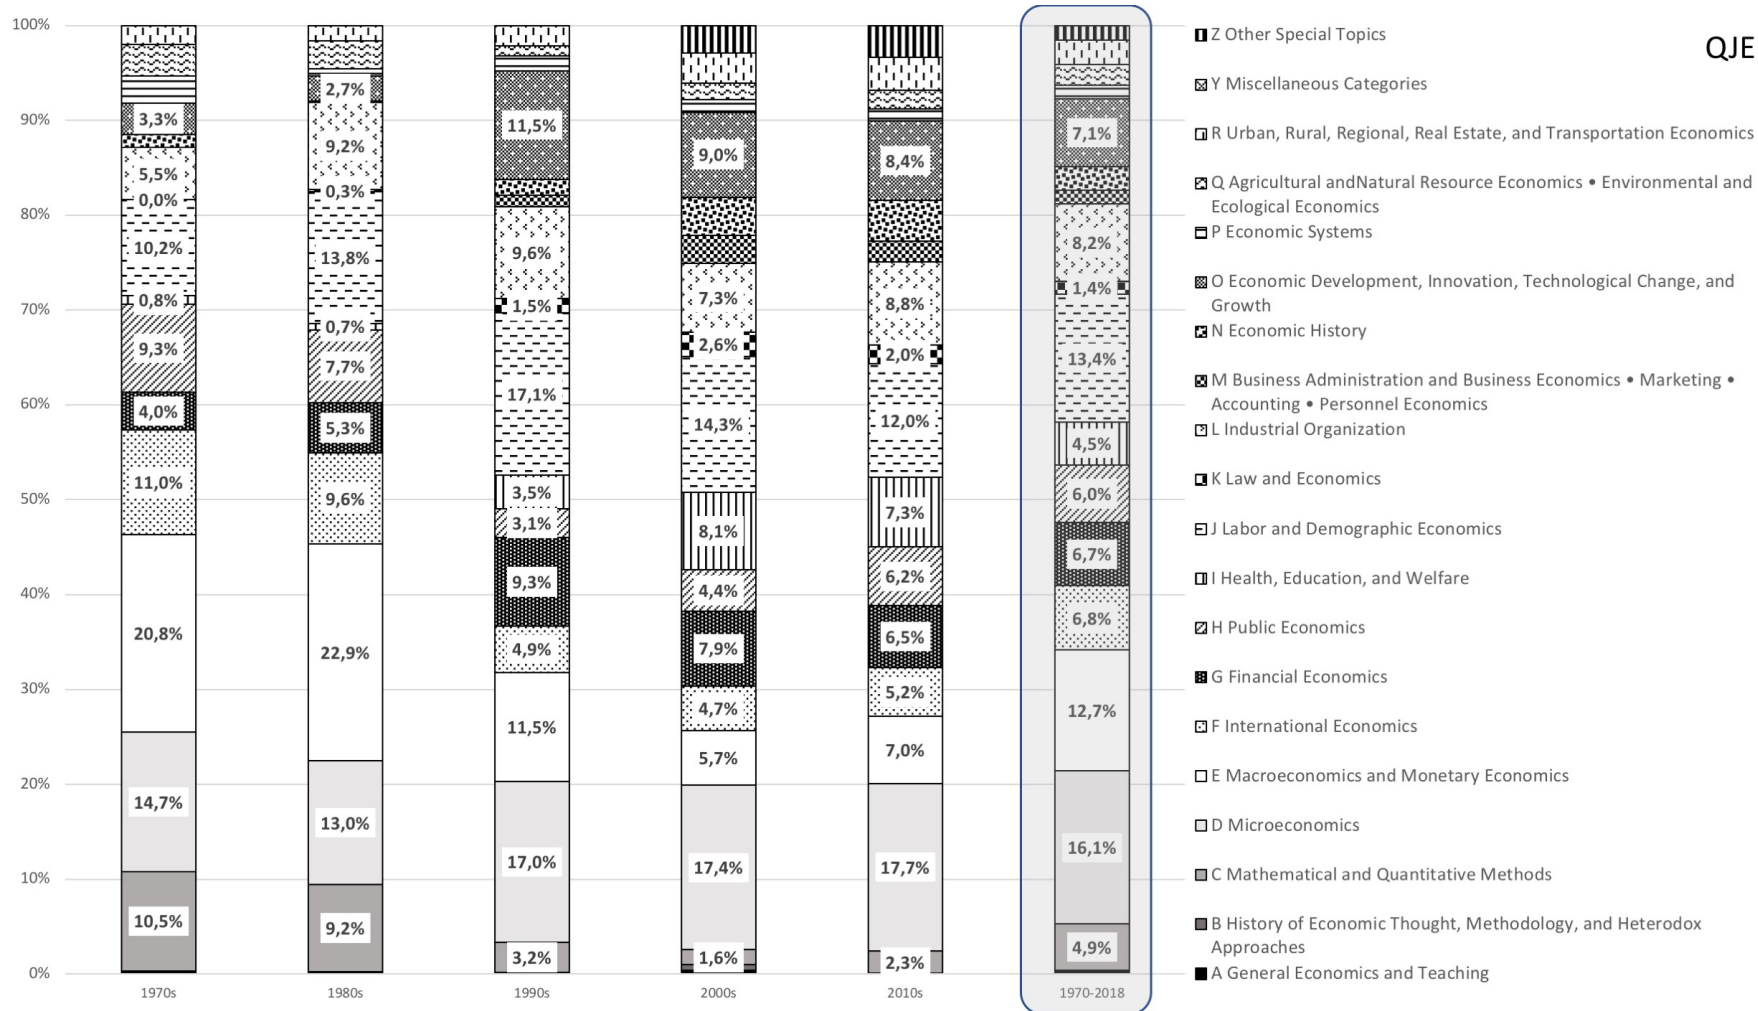 QJE
100%
90%
80%
70%
60%
50%
40%
30%
20%
10%
0%
3,3%
5,5%
0,0%
10,2%
0,8%
9,3%
4,0%
11,0%
20,8%
14,7%
10,5%
1970s
2,7%
9,2%
0,3%
13,8%
0,7%
7,7%
5,3%
9,6%
22,9%
13,0%
9,2%
1980s
11,5%
9,6%
1,5%
17,1%
3,5%
3,1%
9,3%
4,9%
11,5%
17,0%
3,2%
1990s
9,0%
7,3%
2,6%
14,3%
8,1%
4,4%
7,9%
4,7%
5,7%
17,4%
1,6%
2000s
8,4%
8,8%
2,0%
12,0%
7,3%
6,2%
6,5%
5,2%
7,0%
17,7%
2,3%
2010s
7,1%
8,2%
1,4%
13,4%
4,5%
6,0%
6,7%
6,8%
12,7%
16,1%
4,9%
1970-2018
Z Other Special Topics
Y Miscellaneous Categories
R Urban, Rural, Regional, Real Estate, and Transportation Economics
Q Agricultural andNatural Resource Economics • Environmental and
Ecological Economics
P Economic Systems
O Economic Development, Innovation, Technological Change, and
Growth
N Economic History
M Business Administration and Business Economics • Marketing •
Accounting • Personnel Economics
L Industrial Organization
K Law and Economics
J Labor and Demographic Economics
I Health, Education, and Welfare
H Public Economics
G Financial Economics
F International Economics
E Macroeconomics and Monetary Economics
D Microeconomics
C Mathematical and Quantitative Methods
B History of Economic Thought, Methodology, and Heterodox
Approaches
A General Economics and Teaching